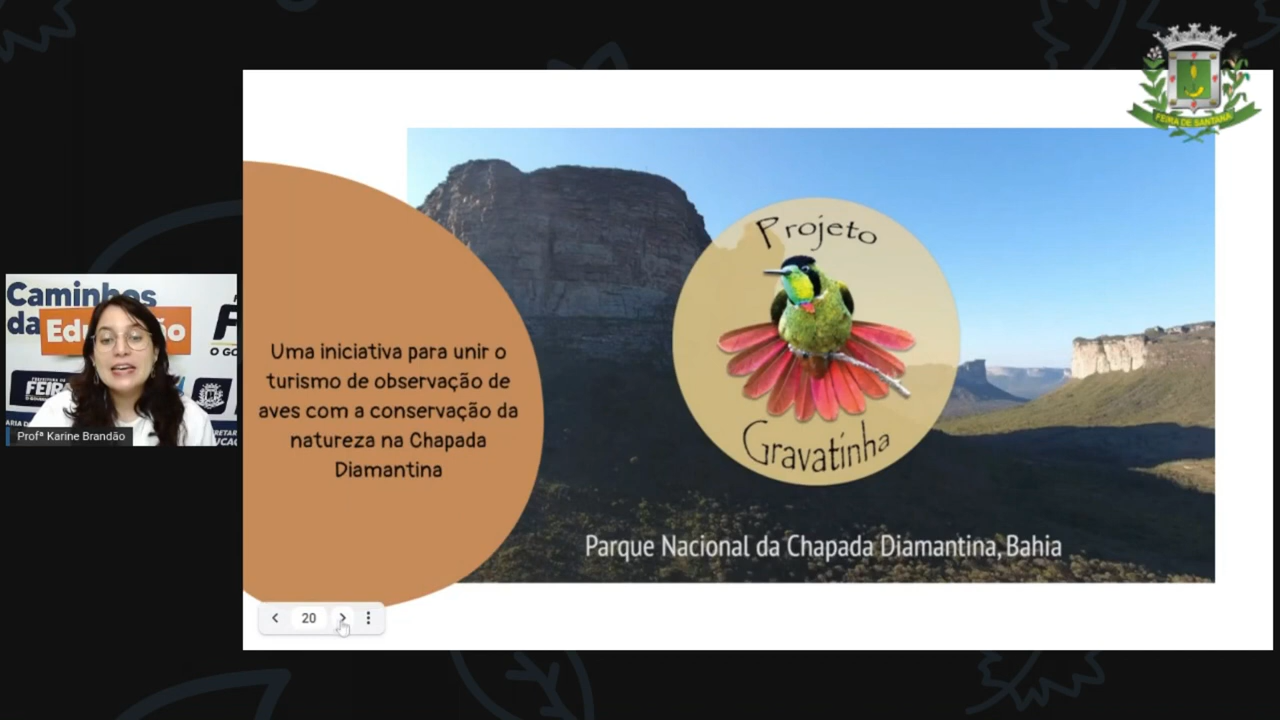 FEIRA DE SANTANA
Projeto
Gravatinha
Uma iniciativa para unir o
turismo de observação de
aves com a conservação da
natureza na Chapada
Diamantina
Parque Nacional da Chapada Diamantina, Bahia
20
Caminhos
da
O GO
Profª Karine Brandão